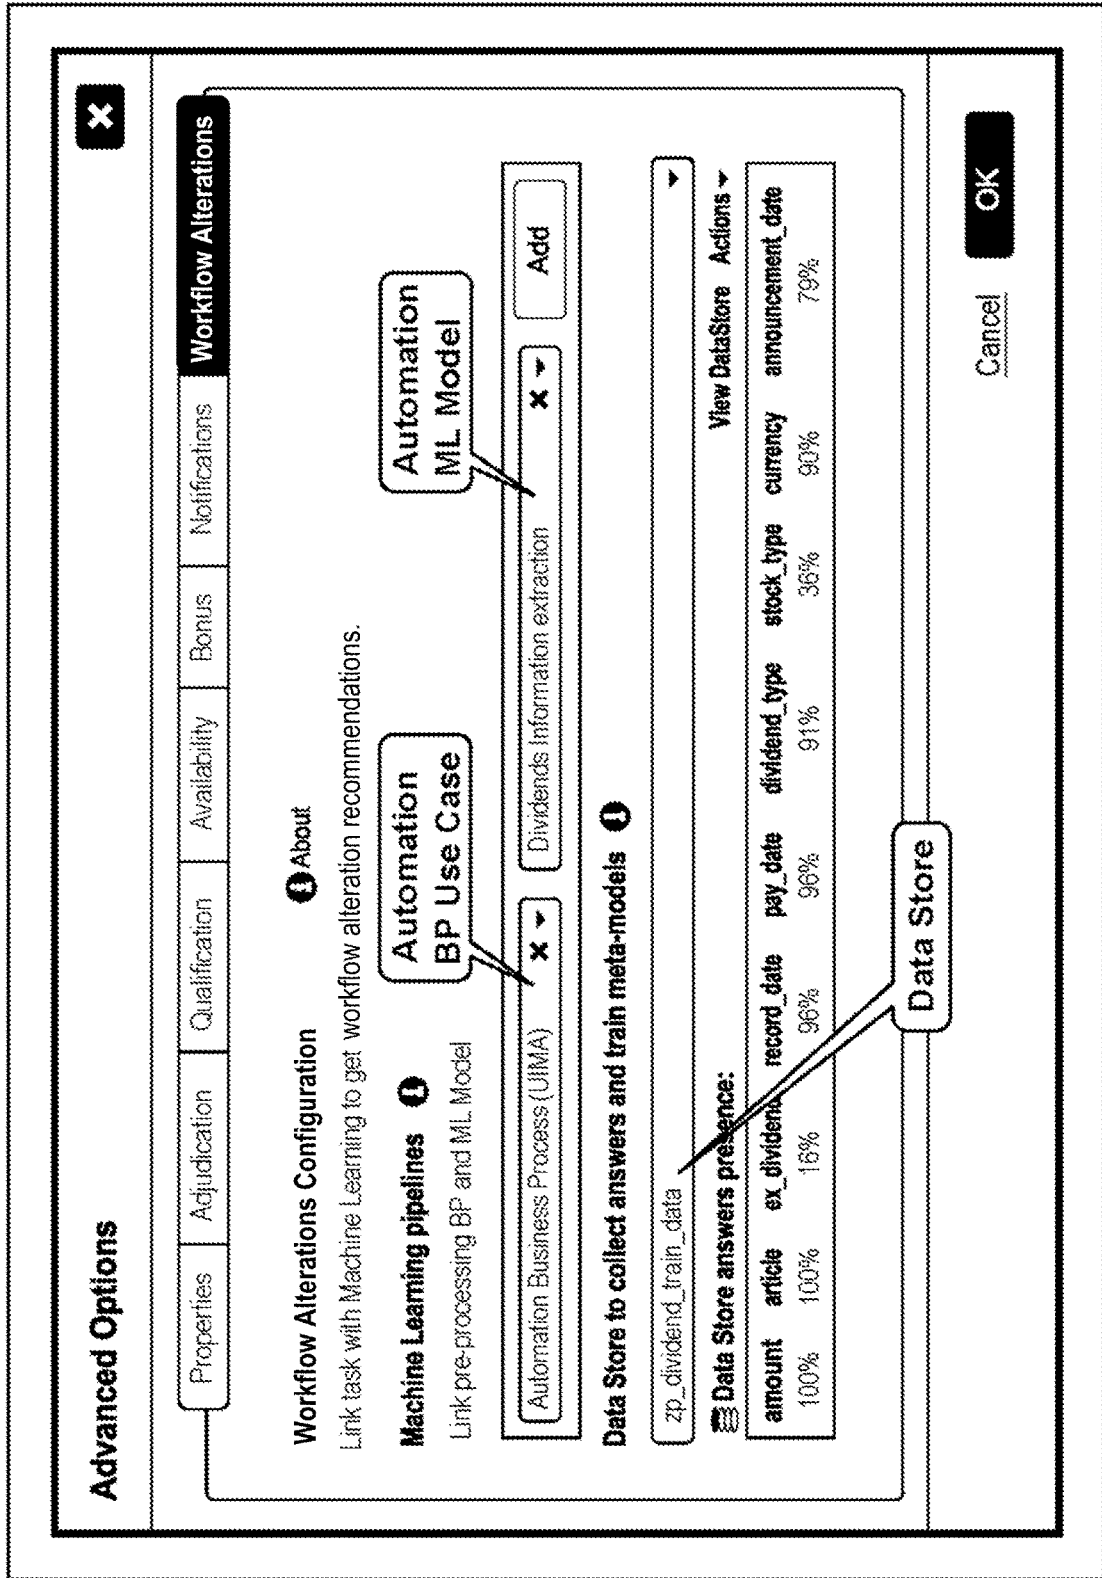 Advanced Options
Properties Adjudication Qualification Availability Bonus Notifications Workflow Alterations
Workflow Alterations Configuration About
Link task with Machine Learning to get workflow alteration recommendations.
Machine Learning pipelines
Link pre-processing BP and ML Model
Automation
BP Use Case
Automation
ML Model
Automation Business Process (UIMA) Dividends Information extraction Add
Data Store to collect answers and train meta-models
zp_dividend_train_data
Data Store answers presence: View DataStore Actions
amount article ex_dividend record_date pay_date dividend_type stock_type currency announcement_date
100% 100% 16% 96% 96% 91% 36% 90% 79%
Data Store
Cancel OK